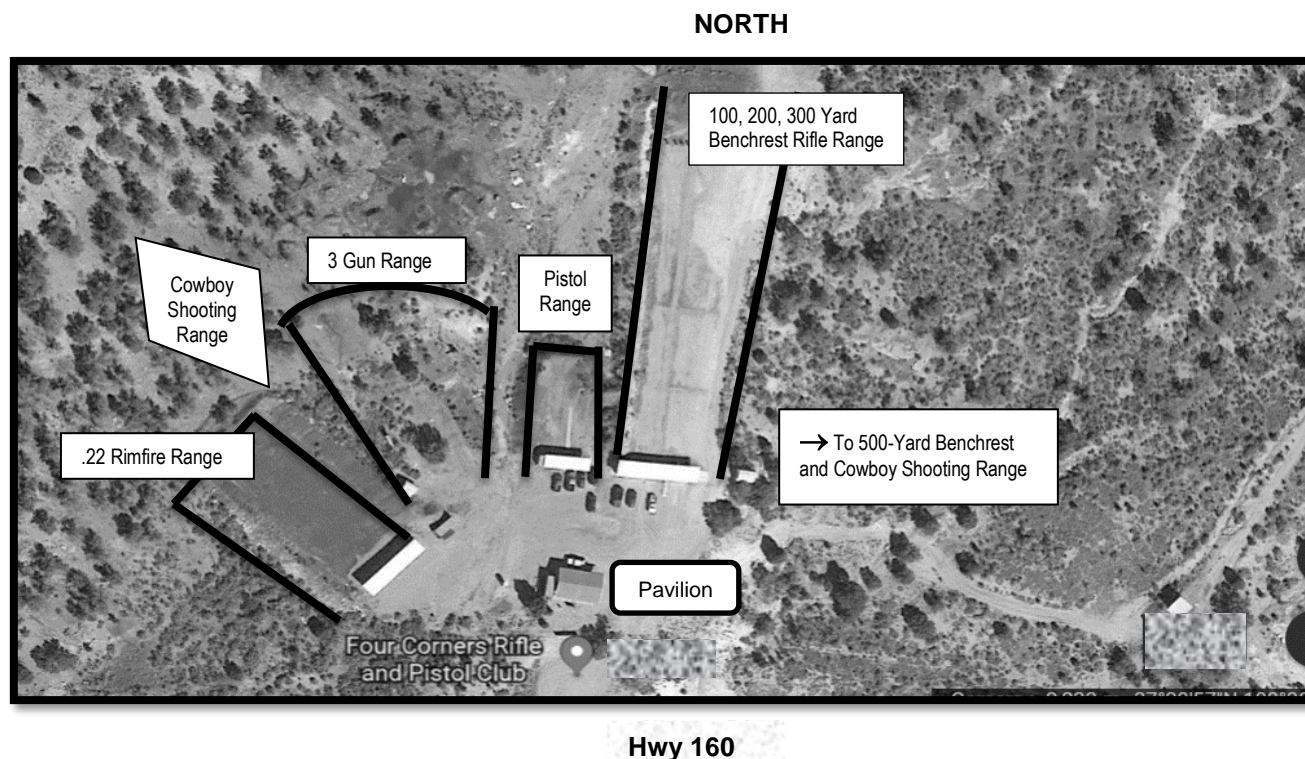 NORTH
100, 200, 300 Yard
Benchrest Rifle Range
3 Gun Range
Cowboy
Shooting
Range
Pistol
Range
.22 Rimfire Range
→ To 500-Yard Benchrest
and Cowboy Shooting Range
Pavilion
Four Corners Rifle
and Pistol Club
Hwy 160